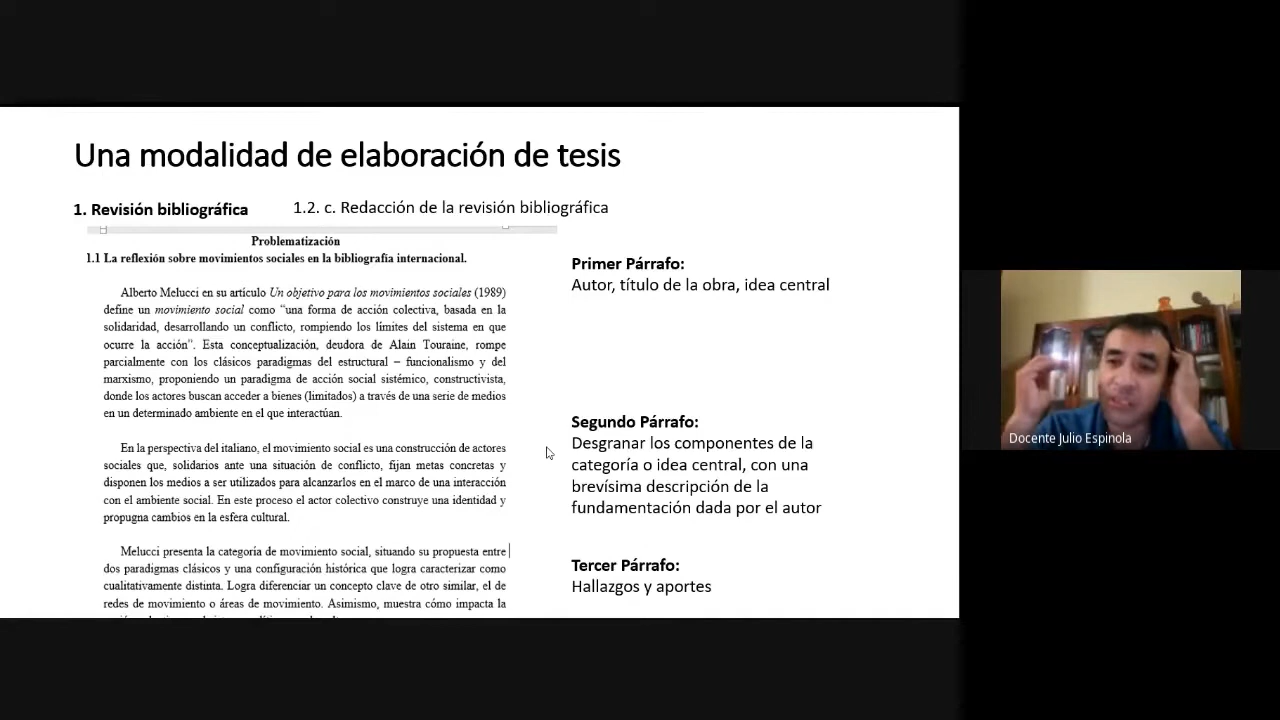 Una modalidad de elaboración de tesis
1. Revisión bibliográfica
1.2. c. Redacción de la revisión bibliográfica
Problematización
1.1 La reflexión sobre movimientos sociales en la bibliografía internacional.
Alberto Melucci en su artículo Un objetivo para los movimientos sociales (1989)
define un movimiento social como “una forma de acción colectiva, basada en la
solidaridad, desarrollando un conflicto, rompiendo los límites del sistema en que
ocurre la acción”. Esta conceptualización, deudora de Alain Touraine, rompe
parcialmente con los clásicos paradigmas del estructural – funcionalismo y del
marxismo, proponiendo un paradigma de acción social sistémico, constructivista,
donde los actores buscan acceder a bienes (limitados) a través de una serie de medios
en un determinado ambiente en el que interactúan.
En la perspectiva del italiano, el movimiento social es una construcción de actores
sociales que, solidarios ante una situación de conflicto, fijan metas concretas y
disponen los medios a ser utilizados para alcanzarlos en el marco de una interacción
con el ambiente social. En este proceso el actor colectivo construye una identidad y
propugna cambios en la esfera cultural.
Melucci presenta la categoría de movimiento social, situando su propuesta entre
dos paradigmas clásicos y una configuración histórica que logra caracterizar como
cualitativamente distinta. Logra diferenciar un concepto clave de otro similar, el de
redes de movimiento o áreas de movimiento. Asimismo, muestra cómo impacta la
Primer Párrafo:
Autor, título de la obra, idea central
Segundo Párrafo:
Desgranar los componentes de la
categoría o idea central, con una
brevísima descripción de la
fundamentación dada por el autor
Tercer Párrafo:
Hallazgos y aportes
Docente Julio Espinola